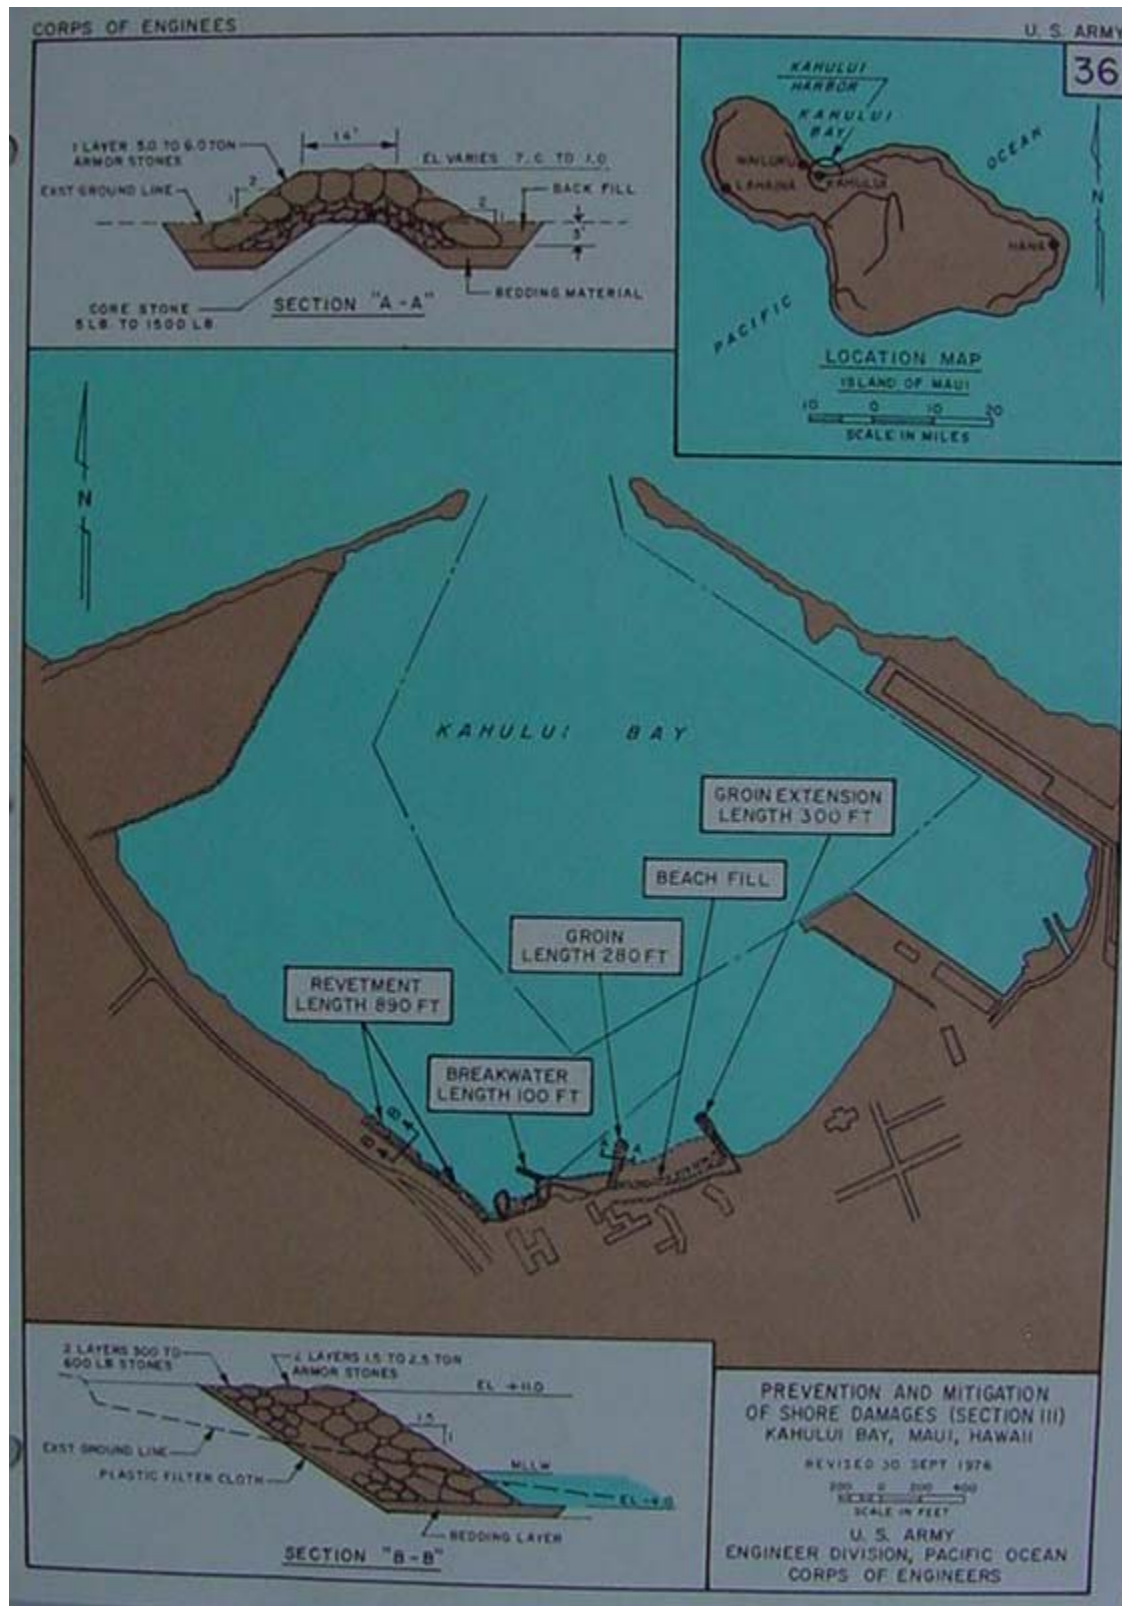 CORPS OF ENGINEES
U. S. ARMY
36
14'
1 LAYER 5.0 TO 6.0 TON
ARMOR STONES
EL VARIES 7.0 TO 1.0
EXST GROUND LINE
2
1
BACK FILL
2
1
3'
CORE STONE
5 LB. TO 1500 LB
SECTION "A-A"
BEDDING MATERIAL
KAHULUI
HARBOR
KAHULUI
BAY
OCEAN
WAILUKU
KAHULUI
LAHAINA
N
HANA
PACIFIC
LOCATION MAP
ISLAND OF MAUI
10 0 10 20
SCALE IN MILES
N
KAHULUI BAY
GROIN EXTENSION
LENGTH 300 FT
BEACH FILL
GROIN
LENGTH 280 FT
REVETMENT
LENGTH 890 FT
BREAKWATER
LENGTH 100 FT
B
B
A
A
2 LAYERS 300 TO
600 LB STONES
2 LAYERS 1.5 TO 2.5 TON
ARMOR STONES
EL +11.0
1.5
1
EXST GROUND LINE
PLASTIC FILTER CLOTH
MLLW
BEDDING LAYER
SECTION "B-B"
PREVENTION AND MITIGATION
OF SHORE DAMAGES (SECTION III)
KAHULUI BAY, MAUI, HAWAII
REVISED 30 SEPT 1976
200 0 200 400
SCALE IN FEET
U. S. ARMY
ENGINEER DIVISION, PACIFIC OCEAN
CORPS OF ENGINEERS